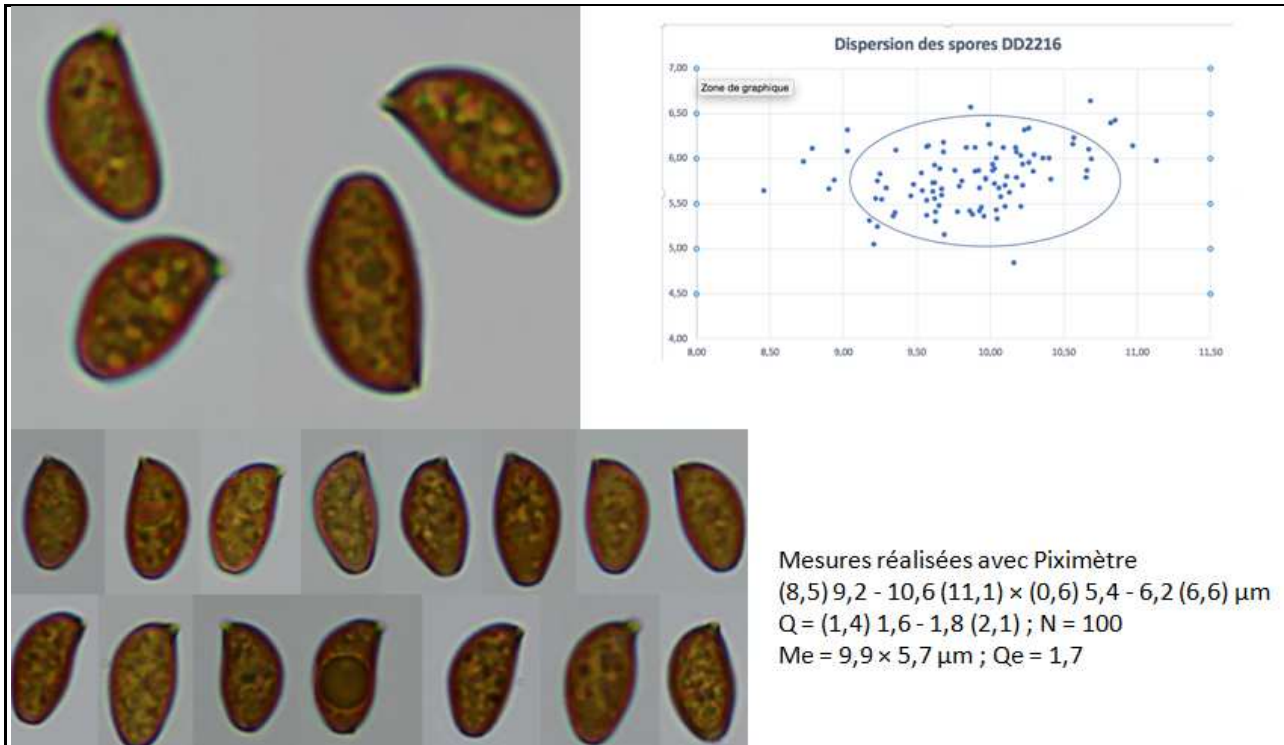 Dispersion des spores DD2216
7,00
Zone de graphique
6,50
6,00
5,50
5,00
4,50
4,00
8,00 8,50 9,00 9,50 10,00 10,50 11,00 11,50
Mesures réalisées avec Piximètre
(8,5) 9,2 - 10,6 (11,1) × (0,6) 5,4 - 6,2 (6,6) µm
Q = (1,4) 1,6 - 1,8 (2,1) ; N = 100
Me = 9,9 × 5,7 µm ; Qe = 1,7